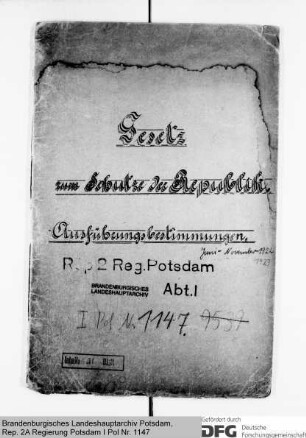 Gesetz
zum Schutze der Republik.
Ausführungsbestimmungen.
Juni - November 1922
Rep 2 Reg. Potsdam
BRANDENBURGISCHES
LANDESHAUPTARCHIV
Abt. I
I Pol Nr. 1147
Brandenburgisches Landeshauptarchiv Potsdam,
Rep. 2A Regierung Potsdam I Pol Nr. 1147
Gefördert durch
DFG Deutsche
Forschungsgemeinschaft